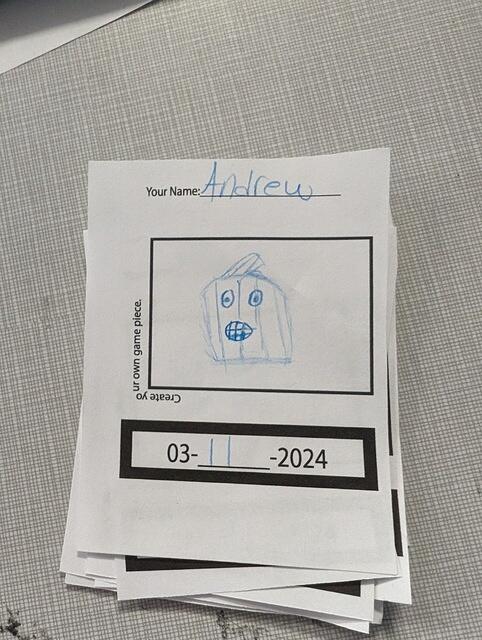 Your Name: Andrew
Create yo
ur own game piece.
03-11-2024